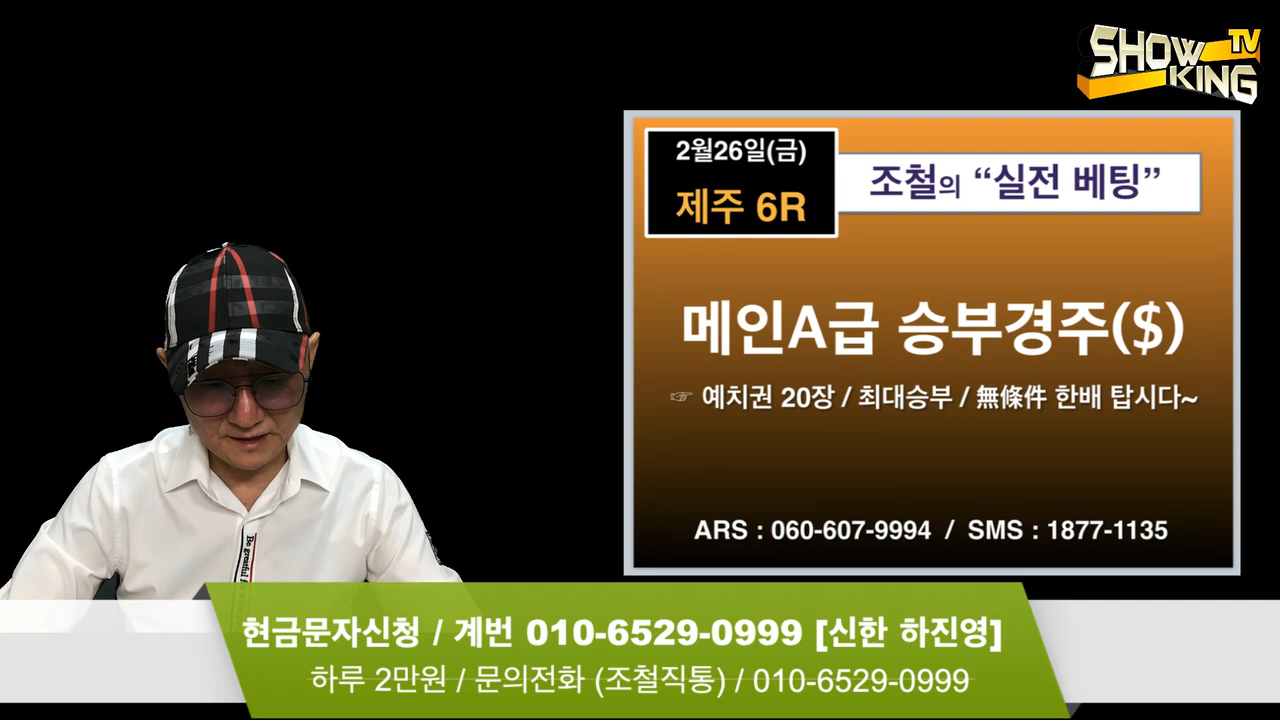 SHOW KING TV
2월26일(금)
제주 6R
조철의 “실전 베팅”
메인A급 승부경주($)
☞ 예치권 20장 / 최대승부 / 無條件 한배 탑시다~
ARS : 060-607-9994 / SMS : 1877-1135
현금문자신청 / 계번 010-6529-0999 [신한 하진영]
하루 2만원 / 문의전화 (조철직통) / 010-6529-0999